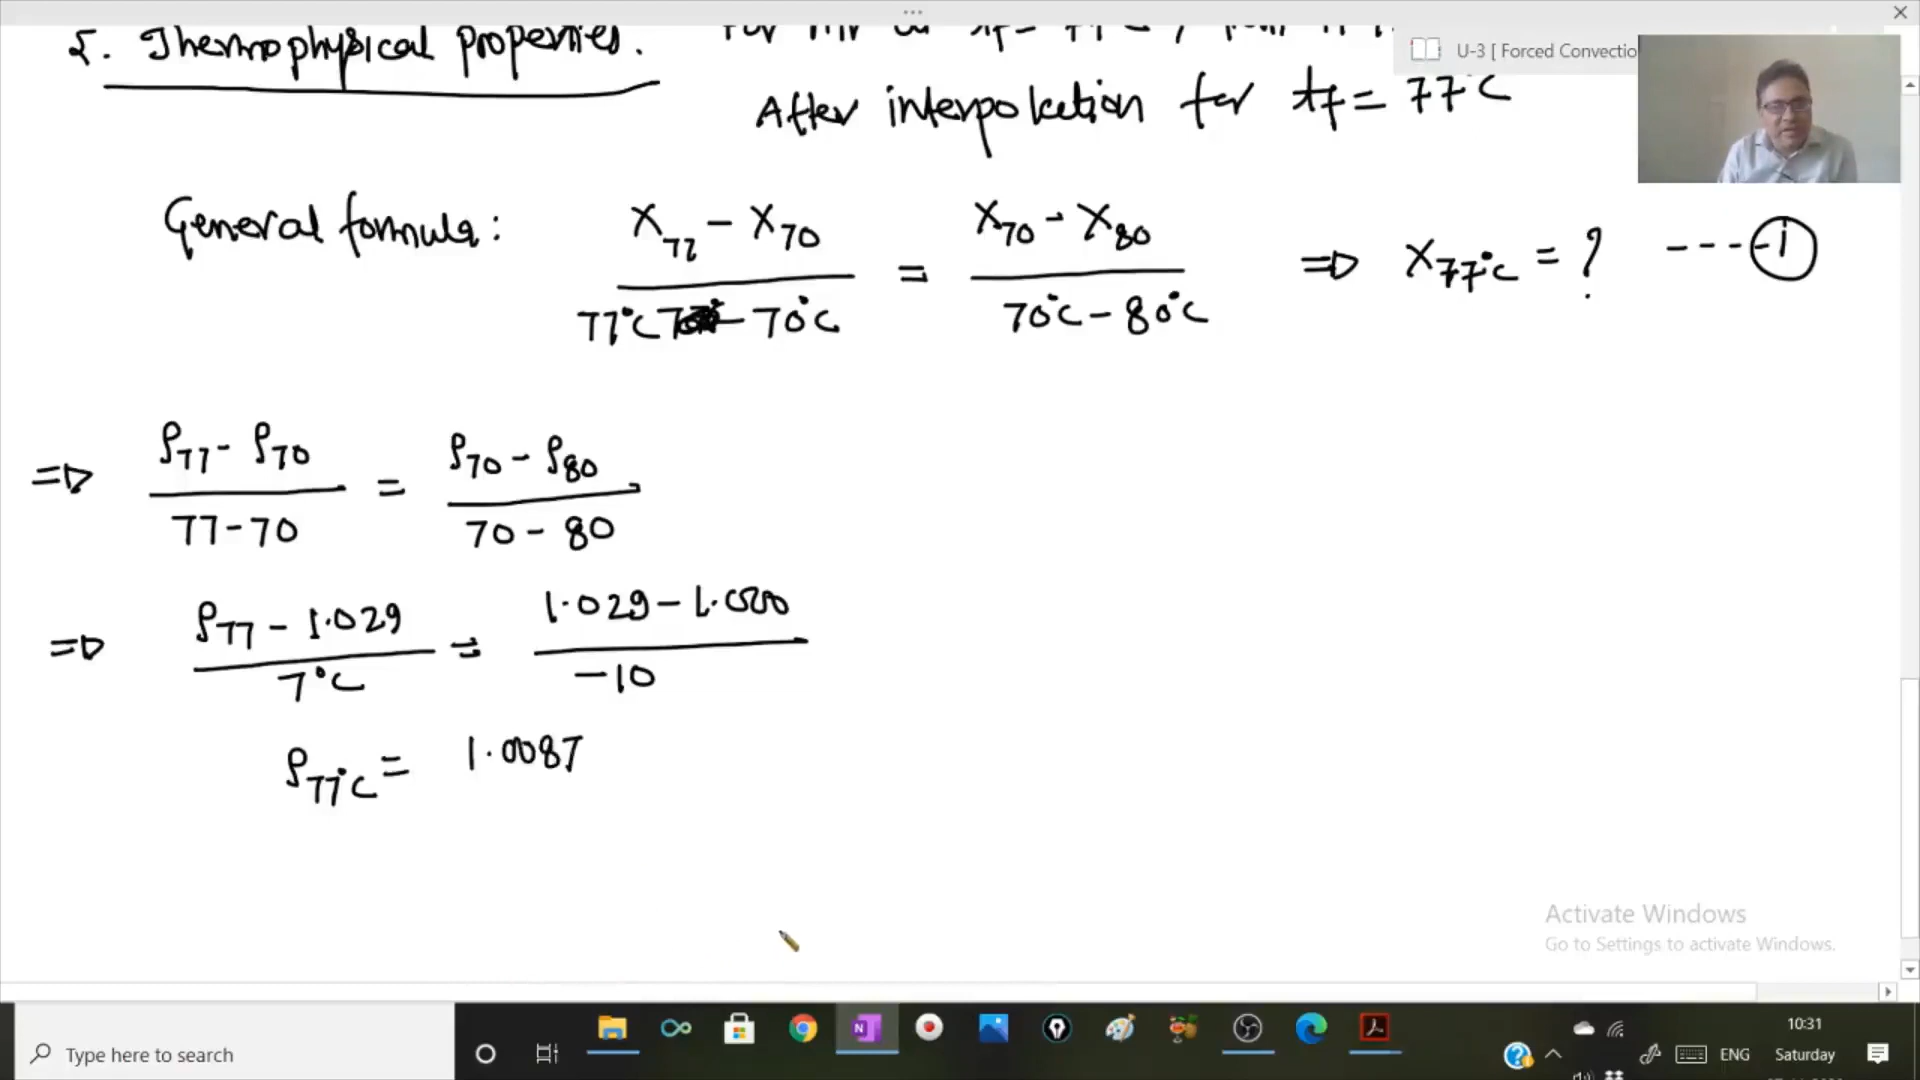 5. Thermophysical properties.
U-3 [ Forced Convectio
After interpolation for tf = 77°C
General formula: X77 - X70 / 77°C - 70°C = X70 - X80 / 70°C - 80°C => X77°C = ? ---- 1
=> ρ77 - ρ70 / 77-70 = ρ70 - ρ80 / 70 - 80
=> ρ77 - 1.029 / 7°C = 1.029 - 1.000 / -10
ρ77°C = 1.0087
Activate Windows
Go to Settings to activate Windows.
Type here to search
ENG
10:31
Saturday